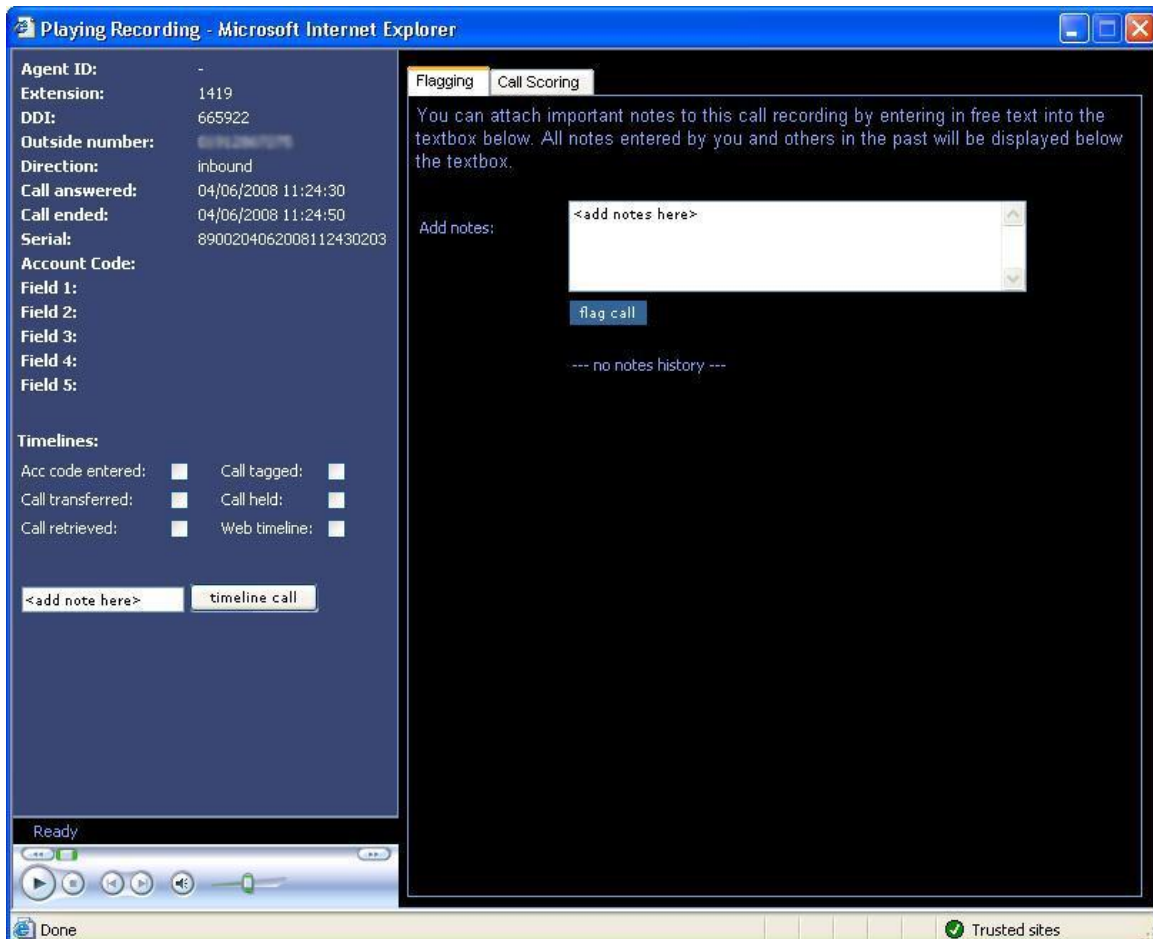 Playing Recording - Microsoft Internet Explorer
Agent ID: -
Extension: 1419
DDI: 665922
Outside number:
Direction: inbound
Call answered: 04/06/2008 11:24:30
Call ended: 04/06/2008 11:24:50
Serial: 8900204062008112430203
Account Code:
Field 1:
Field 2:
Field 3:
Field 4:
Field 5:
Timelines:
Acc code entered: Call tagged:
Call transferred: Call held:
Call retrieved: Web timeline:
<add note here> timeline call
Ready
Flagging Call Scoring
You can attach important notes to this call recording by entering in free text into the
textbox below. All notes entered by you and others in the past will be displayed below
the textbox.
Add notes: <add notes here>
flag call
--- no notes history ---
Done Trusted sites